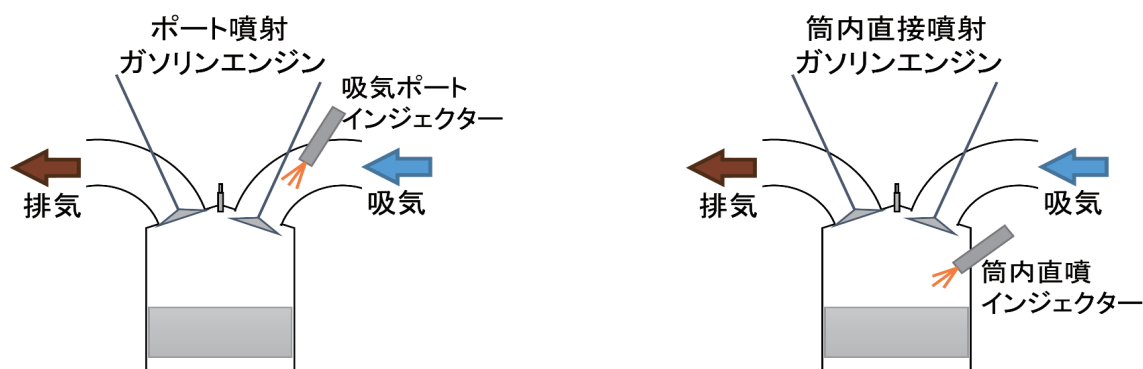 ポート噴射
ガソリンエンジン
吸気ポート
インジェクター
排気
吸気
筒内直接噴射
ガソリンエンジン
排気
吸気
筒内直噴
インジェクター